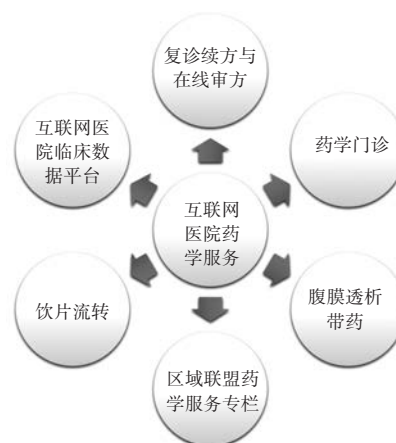 复诊续方与
在线审方
互联网医
院临床数
据平台
药学门诊
互联网
医院药
学服务
饮片流转
腹膜透析
带药
区域联盟药
学服务专栏